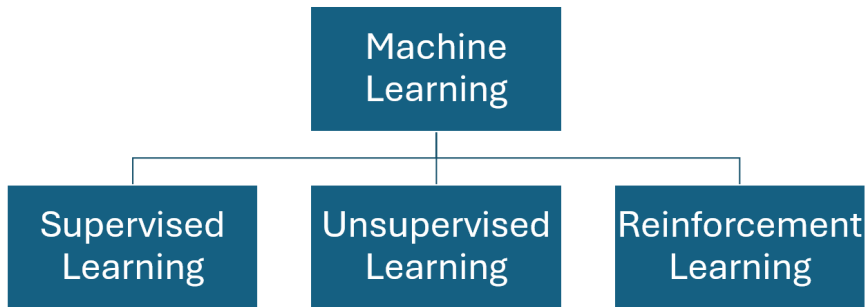 Machine
Learning
Supervised
Learning
Unsupervised
Learning
Reinforcement
Learning